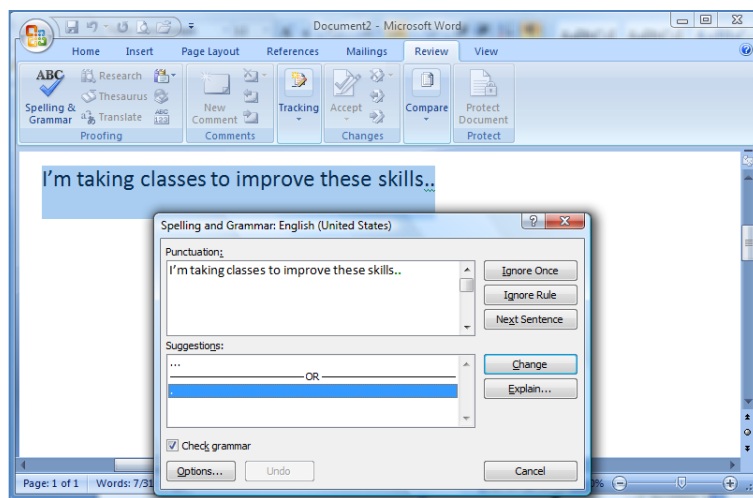 Document2 - Microsoft Word
Home Insert Page Layout References Mailings Review View
ABC Research
Spelling & Grammar Thesaurus
Translate ABC 123
New Comment
Tracking
Accept
Compare
Protect Document
Proofing Comments Changes Protect
I'm taking classes to improve these skills..
Spelling and Grammar: English (United States)
Punctuation:
I'm taking classes to improve these skills..
Ignore Once
Ignore Rule
Next Sentence
Suggestions:
...
OR
.
Change
Explain...
Check grammar
Options... Undo Cancel
Page: 1 of 1 Words: 7/31